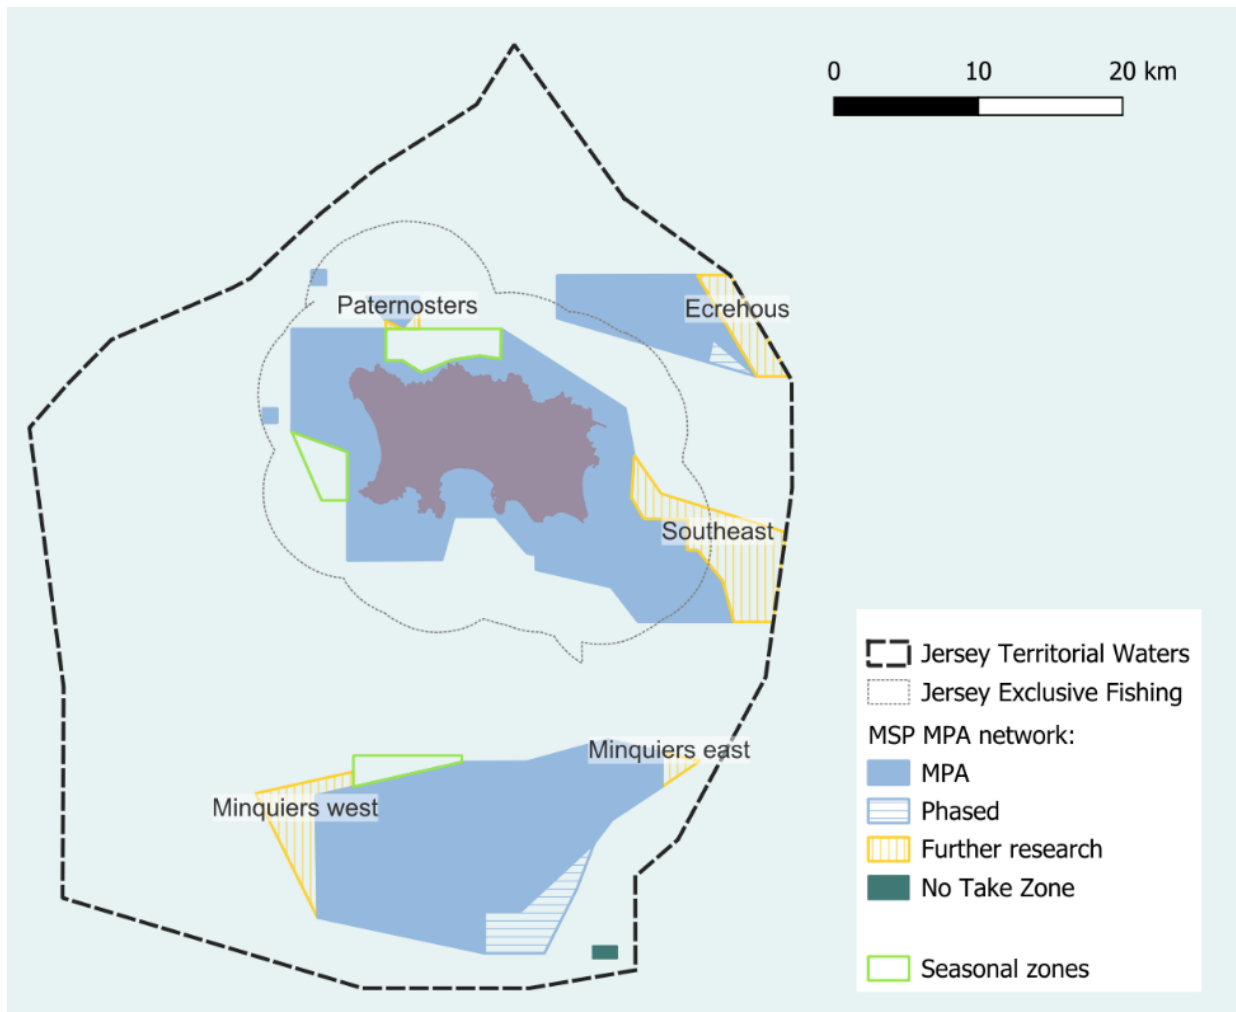 0 10 20 km
Paternosters
Ecrehous
Southeast
Minquiers east
Minquiers west
Jersey Territorial Waters
Jersey Exclusive Fishing
MSP MPA network:
MPA
Phased
Further research
No Take Zone
Seasonal zones